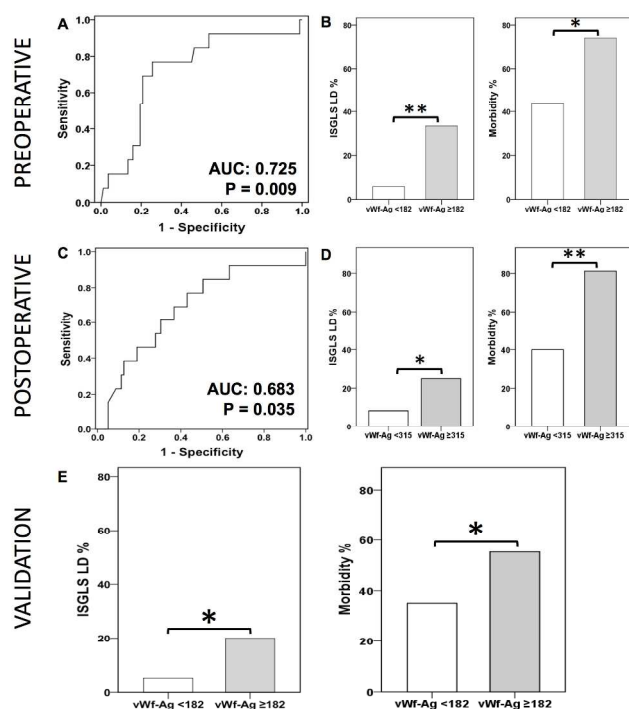 PREOPERATIVE
A
Sensitivity
1.0
0.8
0.6
0.4
0.2
0.0
AUC: 0.725
P = 0.009
0.0 0.2 0.4 0.6 0.8 1.0
1 - Specificity
B
ISGLS LD %
80
60
40
20
0
**
vWf-Ag <182 vWf-Ag ≥182
Morbidity %
80
60
40
20
0
*
vWf-Ag <182 vWf-Ag ≥182
POSTOPERATIVE
C
Sensitivity
1.0
0.8
0.6
0.4
0.2
0.0
AUC: 0.683
P = 0.035
0.0 0.2 0.4 0.6 0.8 1.0
1 - Specificity
D
ISGLS LD %
80
60
40
20
0
*
vWf-Ag <315 vWf-Ag ≥315
Morbidity %
80
60
40
20
0
**
vWf-Ag <315 vWf-Ag ≥315
VALIDATION
E
ISGLS LD %
80
60
40
20
0
*
vWf-Ag <182 vWf-Ag ≥182
Morbidity %
80
60
40
20
0
*
vWf-Ag <182 vWf-Ag ≥182